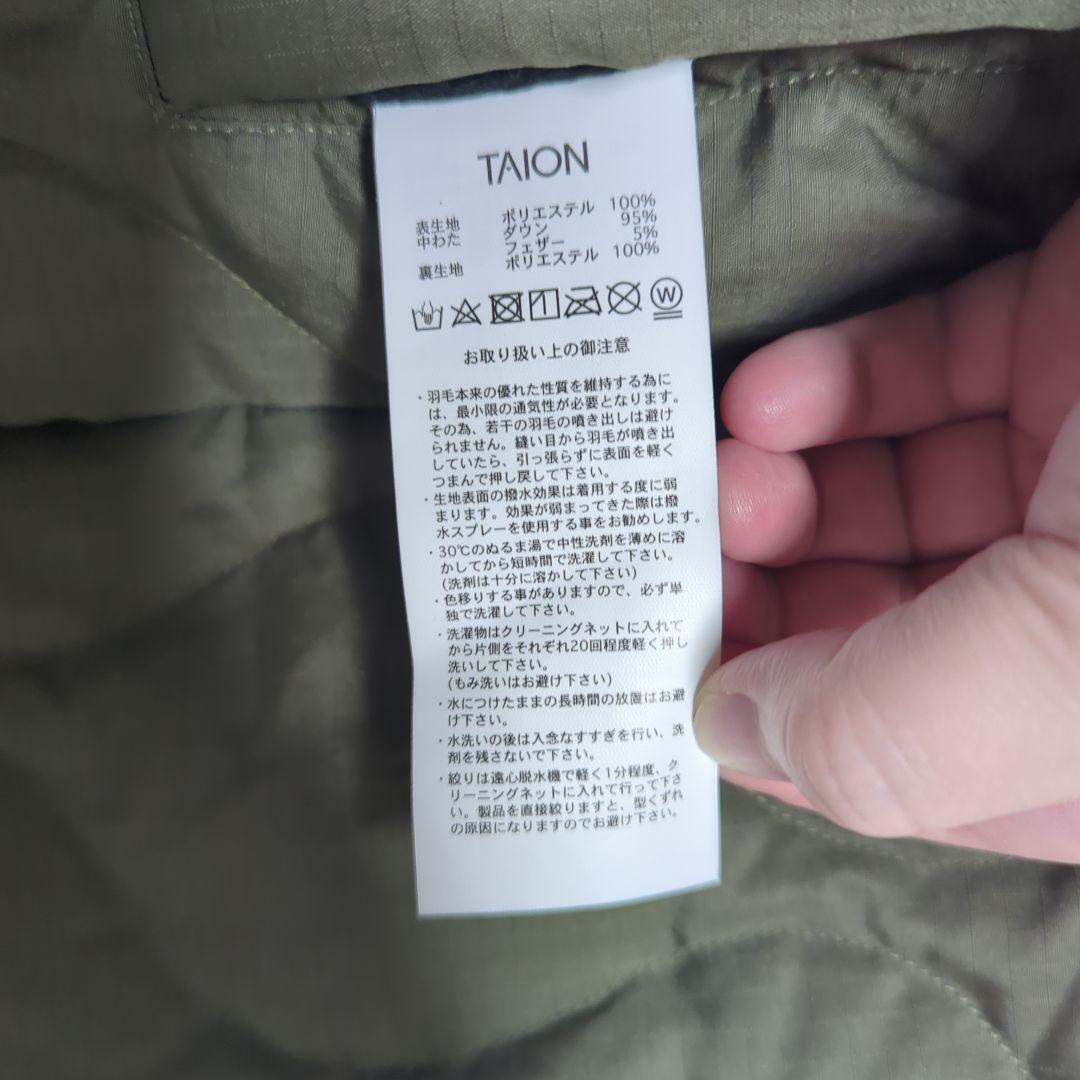 TAION
表生地 ポリエステル 100%
中わた ダウン 95%
フェザー 5%
裏生地 ポリエステル 100%
W
お取り扱い上の御注意
・羽毛本来の優れた性質を維持する為に
は、最小限の通気性が必要となります。
その為、若干の羽毛の噴き出しは避け
られません。縫い目から羽毛が噴き出
していたら、引っ張らずに表面を軽く
つまんで押し戻して下さい。
・生地表面の撥水効果は着用する度に弱
まります。効果が弱まってきた際は撥
水スプレーを使用する事をお勧めします。
・30℃のぬるま湯で中性洗剤を薄めに溶
かしてから短時間で洗濯して下さい。
(洗剤は十分に溶かして下さい)
・色移りする事がありますので、必ず単
独で洗濯して下さい。
・洗濯物はクリーニングネットに入れて
から片側をそれぞれ20回程度軽く押し
洗いして下さい。
(もみ洗いはお避け下さい)
・水につけたままの長時間の放置はお避
け下さい。
・水洗いの後は入念なすすぎを行い、洗
剤を残さないで下さい。
・絞りは遠心脱水機で軽く1分程度、ク
リーニングネットに入れて行って下さ
い。製品を直接絞りますと、型くずれ
の原因になりますのでお避け下さい。